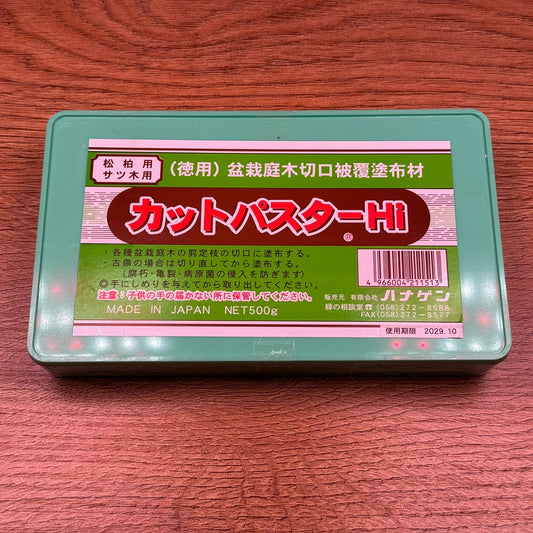 松柏用
サツ木用
(徳用) 盆栽庭木切口被覆塗布材
カットパスターHi
®
・各種盆栽庭木の剪定枝の切口に塗布する。
・古傷の場合は切り直してから塗布する。
(腐朽・亀裂・病原菌の侵入を防ぎます)
◎手にしめりを与えてから取り出してください。
注意:子供の手の届かない所に保管してください。
MADE IN JAPAN NET500g
4 966004 211513
販売元 有限会社 ハナゲン
緑の相談室☎(058)272-8588
FAX(058)272-8577
使用期限 2029.10